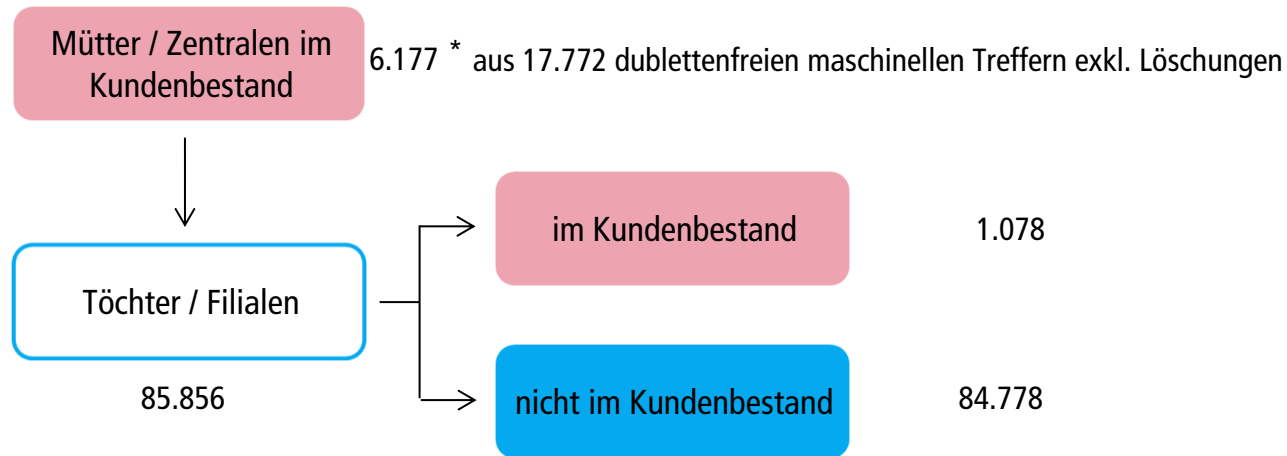 Mütter / Zentralen im
Kundenbestand
6.177 * aus 17.772 dublettenfreien maschinellen Treffern exkl. Löschungen
im Kundenbestand
1.078
Töchter / Filialen
85.856
nicht im Kundenbestand
84.778